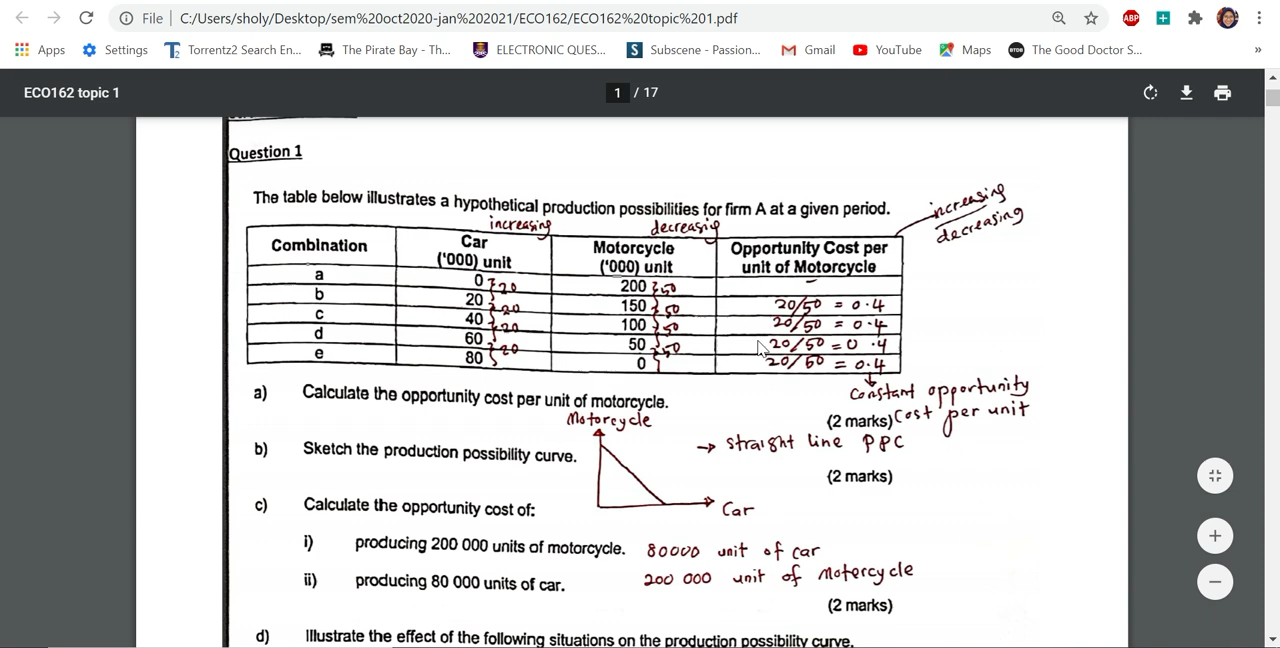 File | C:/Users/sholy/Desktop/sem%20oct2020-jan%202021/ECO162/ECO162%20topic%201.pdf
ABP
Apps Settings Torrentz2 Search En... The Pirate Bay - Th... ELECTRONIC QUES... Subscene - Passion... Gmail YouTube Maps The Good Doctor S... »
ECO162 topic 1 1 / 17
Question 1
The table below illustrates a hypothetical production possibilities for firm A at a given period.
increasing
decreasing
increasing decreasing
Combination Car ('000) unit Motorcycle ('000) unit Opportunity Cost per unit of Motorcycle
a 0 200 -
b 20 150 20/50 = 0.4
c 40 100 20/50 = 0.4
d 60 50 20/50 = 0.4
e 80 0 20/50 = 0.4
20 50
20 50
20 50
20 50
a) Calculate the opportunity cost per unit of motorcycle.
constant opportunity
(2 marks) cost per unit
Motorcycle
→ straight line PPC
b) Sketch the production possibility curve.
(2 marks)
c) Calculate the opportunity cost of:
Car
i) producing 200 000 units of motorcycle. 80000 unit of car
ii) producing 80 000 units of car. 200 000 unit of Motercycle
(2 marks)
d) Illustrate the effect of the following situations on the production possibility curve.